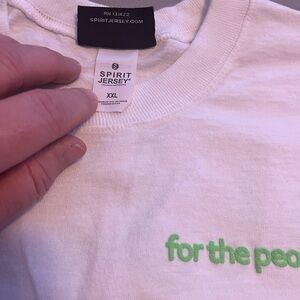 SPIRITJERSEY.COM
SPIRIT
JERSEY
XXL
for the peo